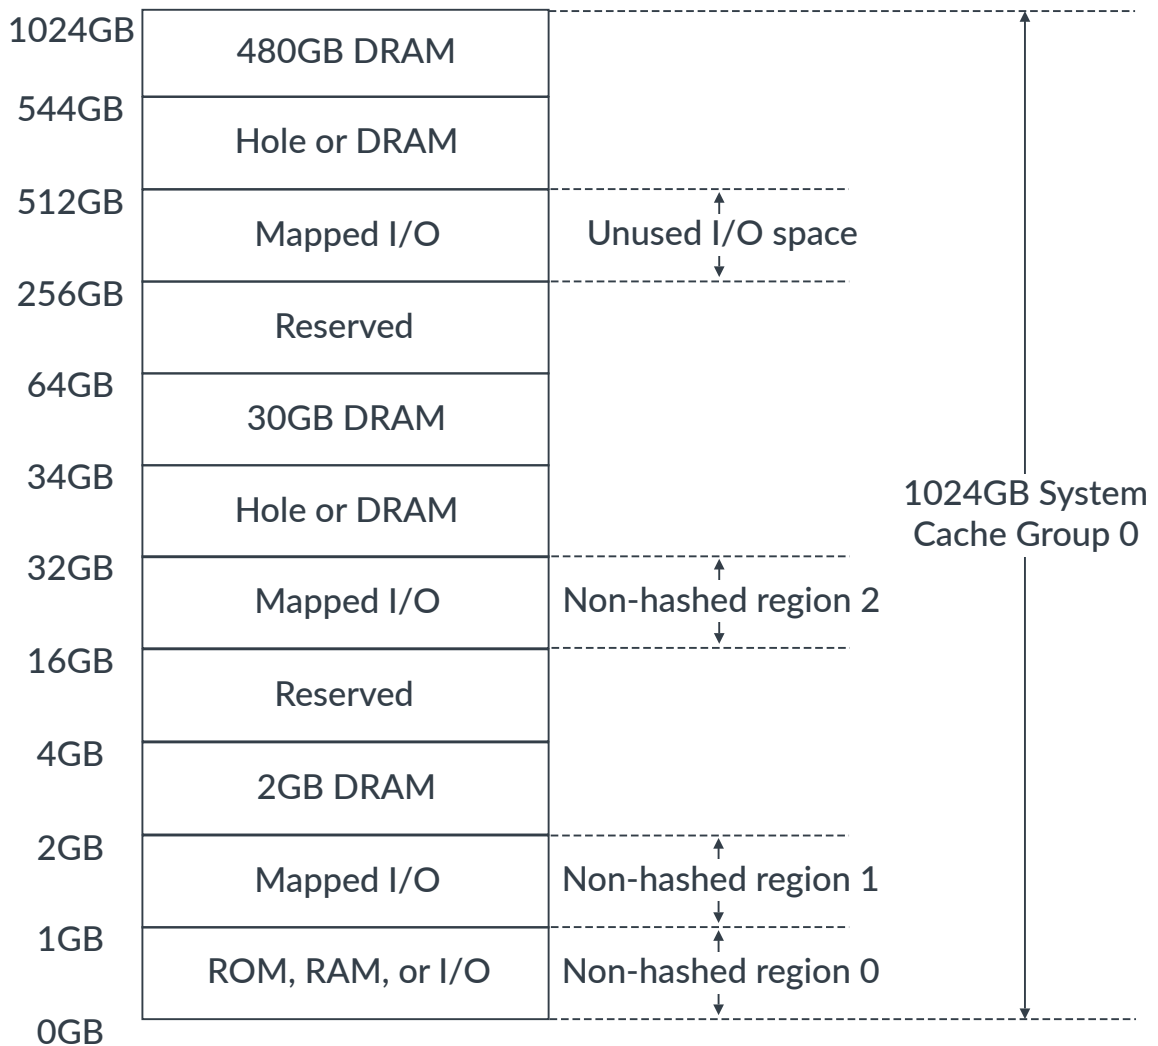 1024GB
480GB DRAM
544GB
Hole or DRAM
512GB
Mapped I/O
Unused I/O space
256GB
Reserved
64GB
30GB DRAM
34GB
Hole or DRAM
1024GB System
Cache Group 0
32GB
Mapped I/O
Non-hashed region 2
16GB
Reserved
4GB
2GB DRAM
2GB
Mapped I/O
Non-hashed region 1
1GB
ROM, RAM, or I/O
Non-hashed region 0
0GB